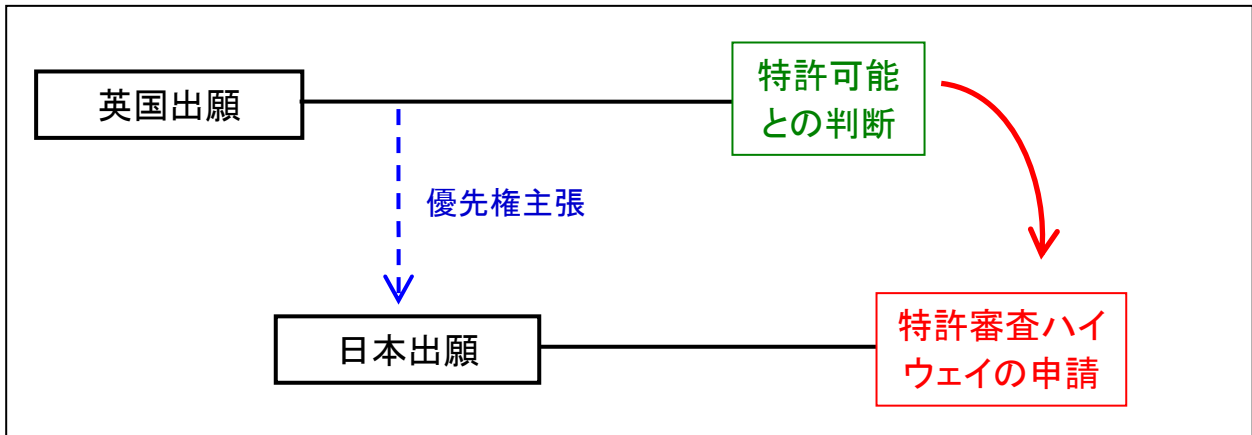 英国出願
特許可能
との判断
優先権主張
日本出願
特許審査ハイ
ウェイの申請